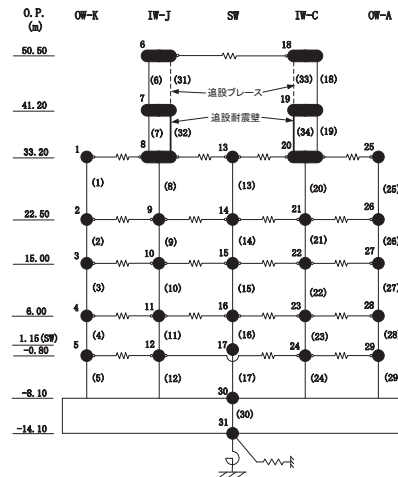 O.P. OW-K IW-J SW IW-C OW-A
(m)
6 18
50.50
(6) (31) (33) (18)
追設ブレース
7 19
41.20
追設耐震壁
(7) (32) (34) (19)
33.20 1 8 13 20 25
(1) (8) (13) (20) (25)
22.50 2 9 14 21 26
(2) (9) (14) (21) (26)
15.00 3 10 15 22 27
(3) (10) (15) (22) (27)
6.00 4 11 16 23 28
1.15(SW) (4) (11) (16) (23) (28)
-0.80 5 12 17 24 29
(5) (12) (17) (24) (29)
-8.10 30
(30)
-14.10 31